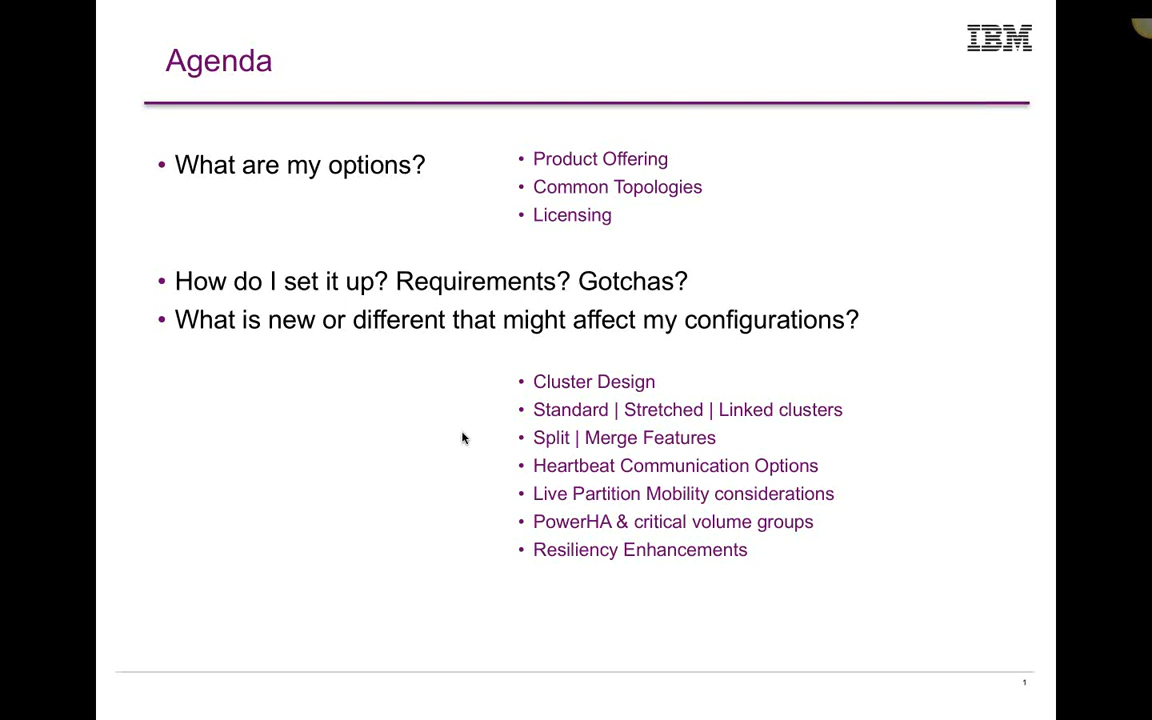 IBM
Agenda
• What are my options?
• Product Offering
• Common Topologies
• Licensing
• How do I set it up? Requirements? Gotchas?
• What is new or different that might affect my configurations?
• Cluster Design
• Standard | Stretched | Linked clusters
• Split | Merge Features
• Heartbeat Communication Options
• Live Partition Mobility considerations
• PowerHA & critical volume groups
• Resiliency Enhancements
1